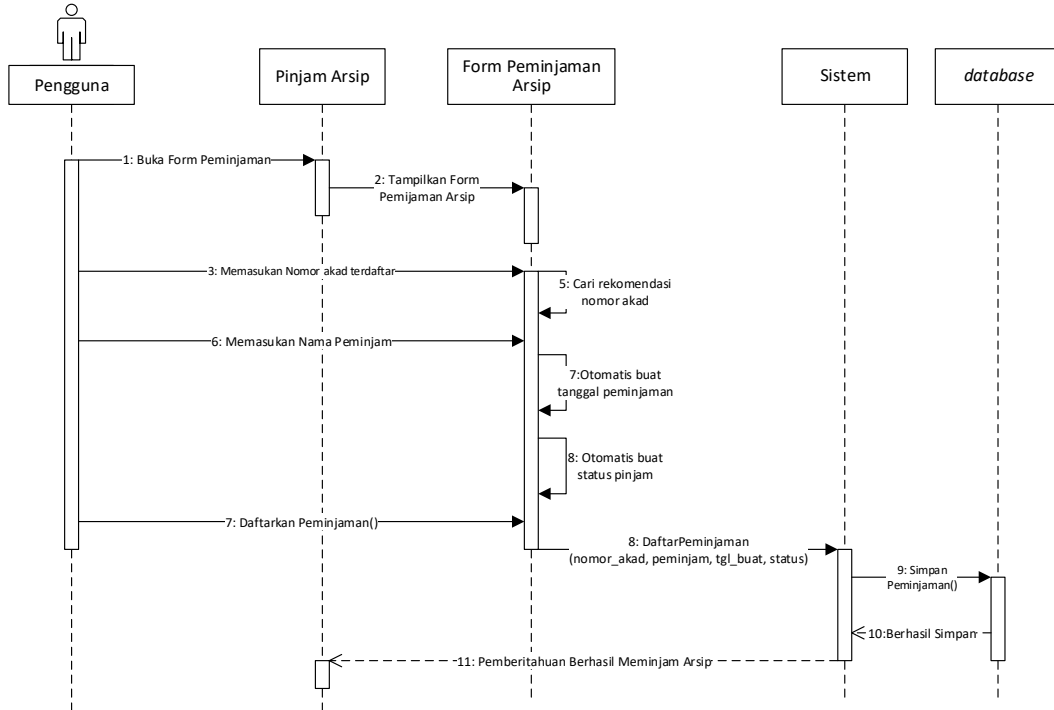 Pengguna
Pinjam Arsip
Form Peminjaman
Arsip
Sistem
database
1: Buka Form Peminjaman
2: Tampilkan Form
Pemijaman Arsip
3: Memasukan Nomor akad terdaftar
5: Cari rekomendasi
nomor akad
6: Memasukan Nama Peminjam
7:Otomatis buat
tanggal peminjaman
8: Otomatis buat
status pinjam
7: Daftarkan Peminjaman()
8: DaftarPeminjaman
(nomor_akad, peminjam, tgl_buat, status)
9: Simpan
Peminjaman()
10:Berhasil Simpan
11: Pemberitahuan Berhasil Meminjam Arsip